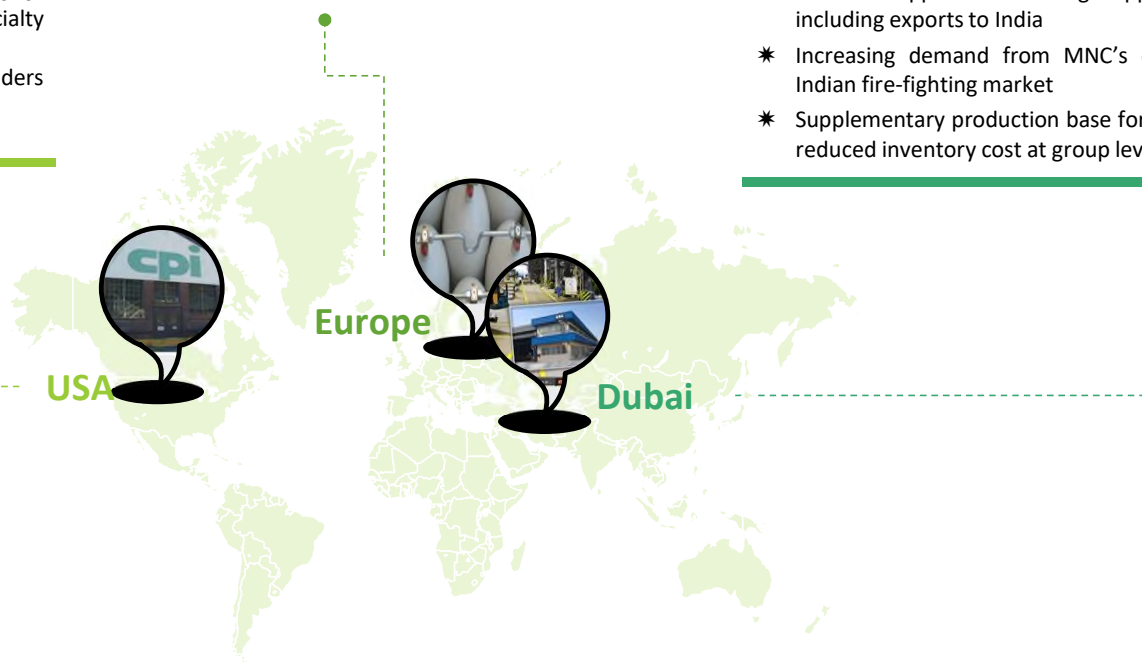 cialty
ders
including exports to India
✷ Increasing demand from MNC's
Indian fire-fighting market
✷ Supplementary production base for
reduced inventory cost at group lev
cpi
Europe
USA
Dubai